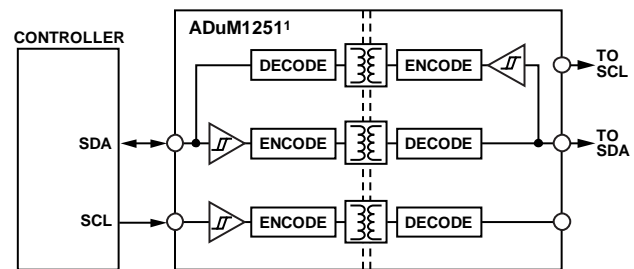 ADuM1251¹
CONTROLLER
DECODE
ENCODE
TO
SCL
SDA
ENCODE
DECODE
TO
SDA
SCL
ENCODE
DECODE